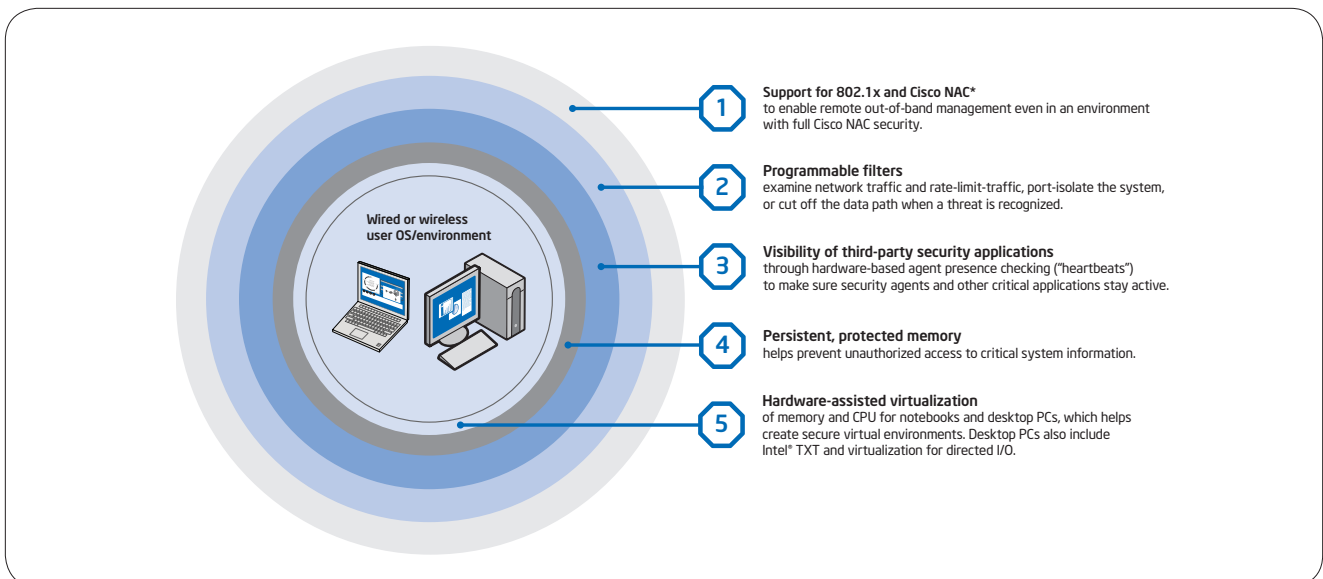 Wired or wireless
user OS/environment
1
Support for 802.1x and Cisco NAC*
to enable remote out-of-band management even in an environment
with full Cisco NAC security.
2
Programmable filters
examine network traffic and rate-limit-traffic, port-isolate the system,
or cut off the data path when a threat is recognized.
3
Visibility of third-party security applications
through hardware-based agent presence checking (“heartbeats”)
to make sure security agents and other critical applications stay active.
4
Persistent, protected memory
helps prevent unauthorized access to critical system information.
5
Hardware-assisted virtualization
of memory and CPU for notebooks and desktop PCs, which helps
create secure virtual environments. Desktop PCs also include
Intel® TXT and virtualization for directed I/O.